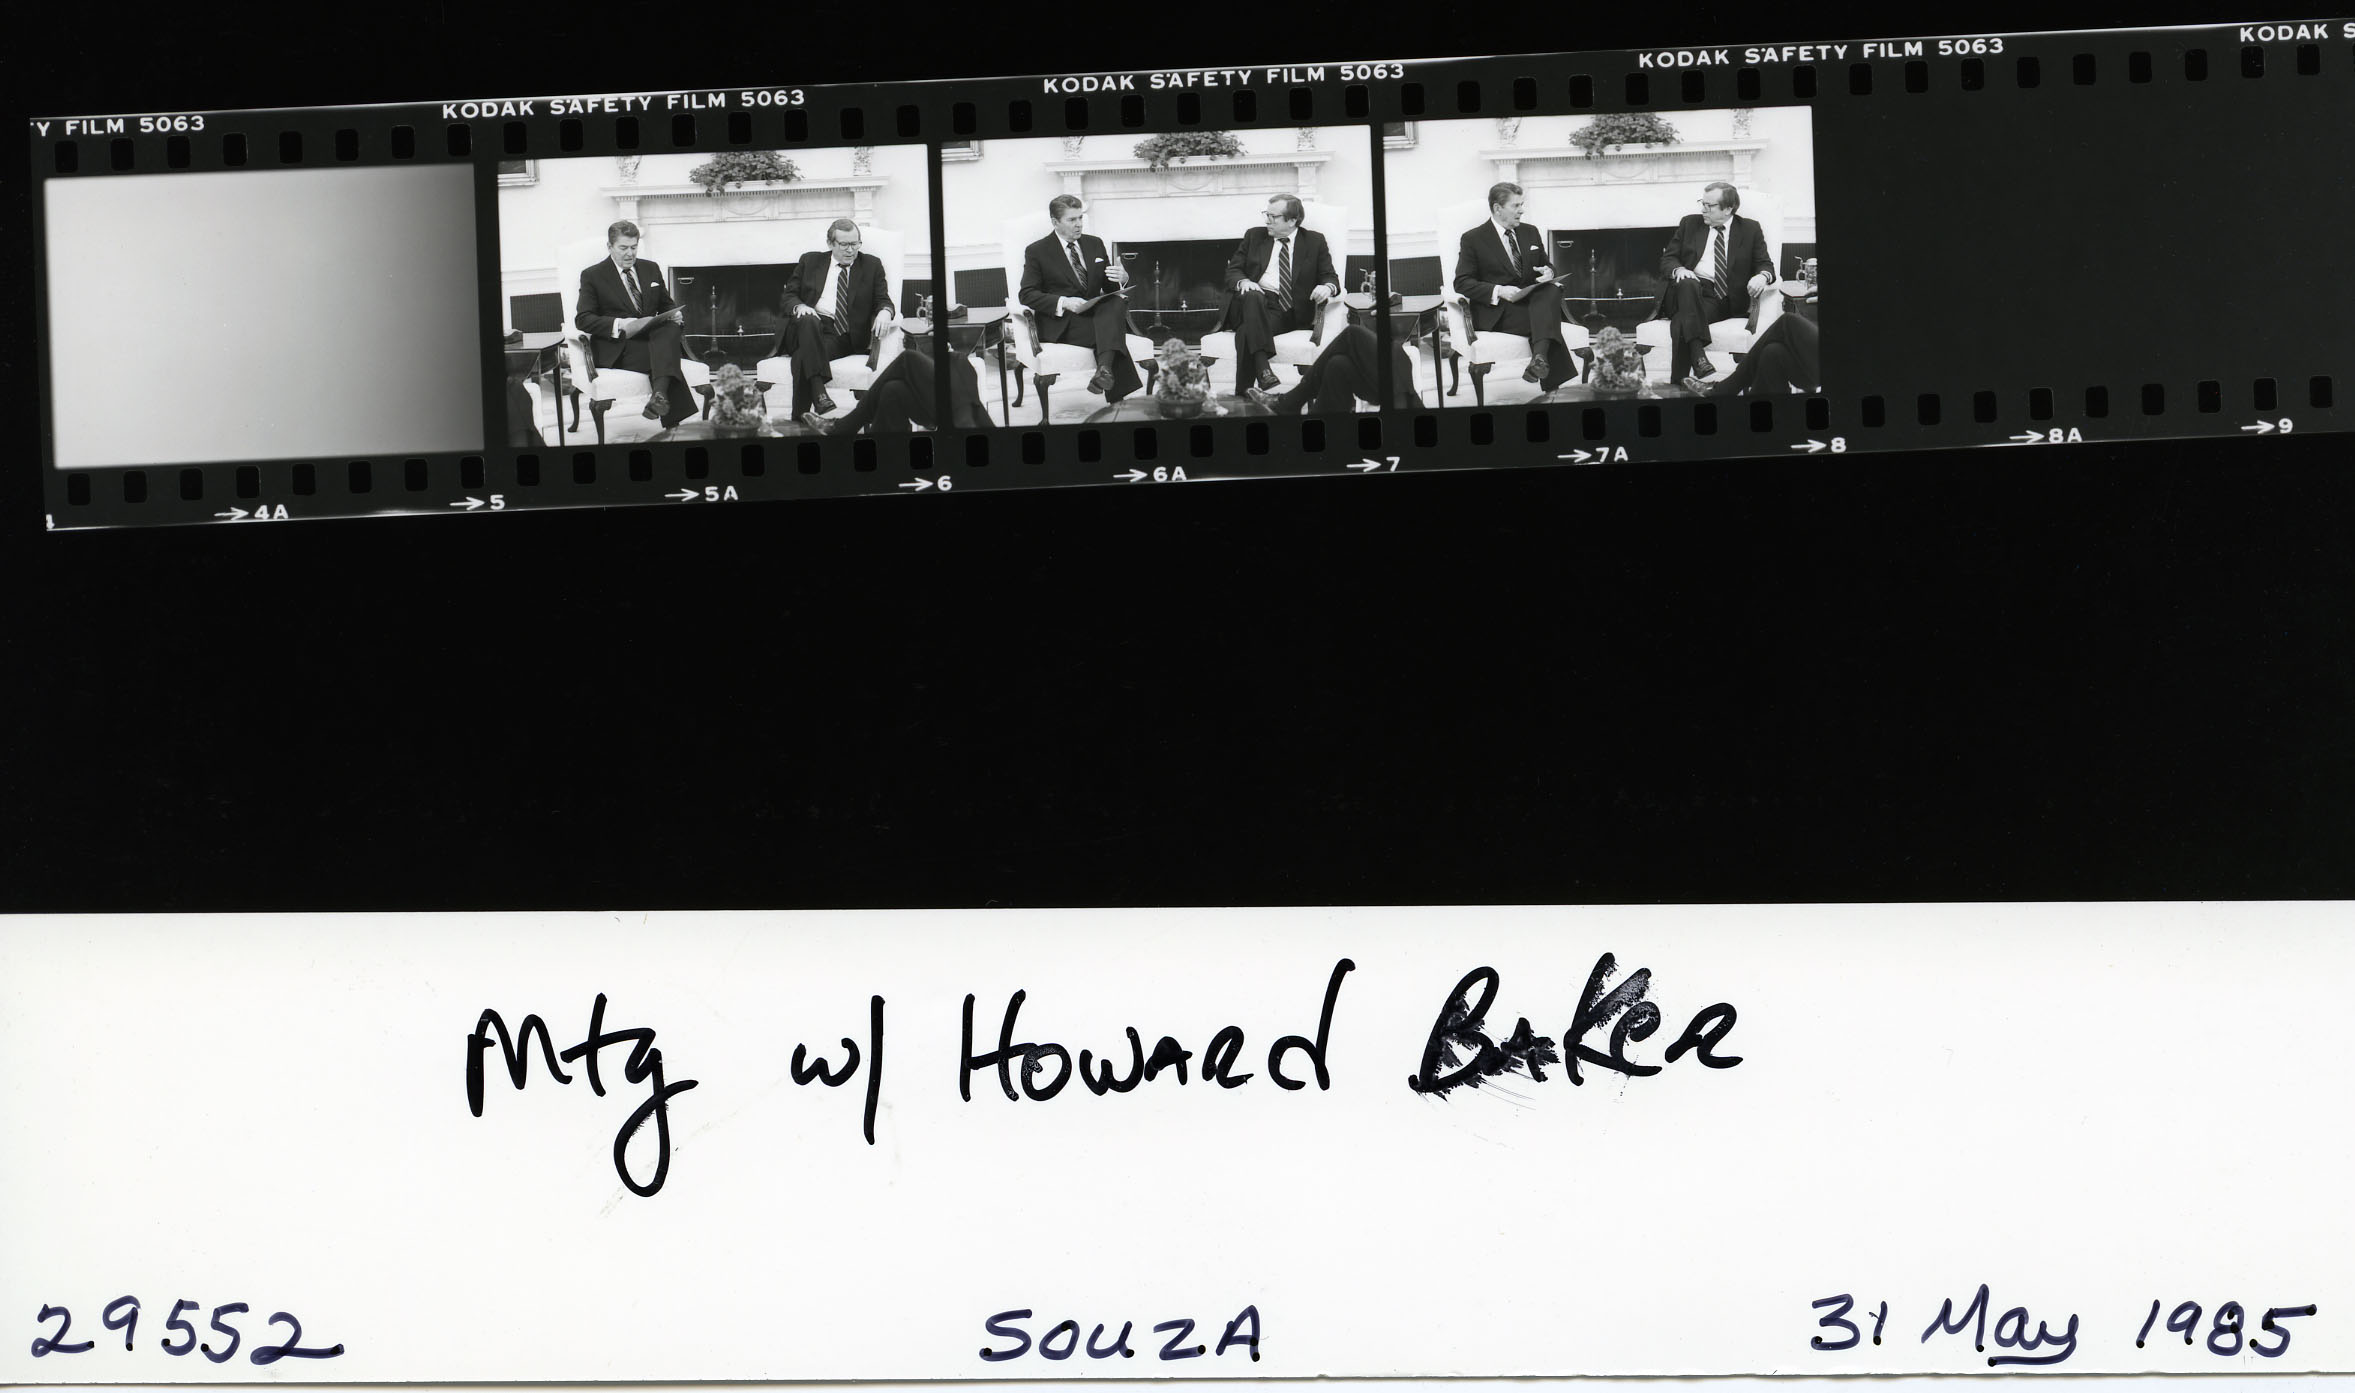 Y FILM 5063 KODAK SAFETY FILM 5063 KODAK SAFETY FILM 5063 KODAK SAFETY FILM 5063 KODAK S
→4A →5 →5A →6 →6A →7 →7A →8 →8A →9
Mtg w/ Howard Baker
29552 SOUZA 31 May 1985